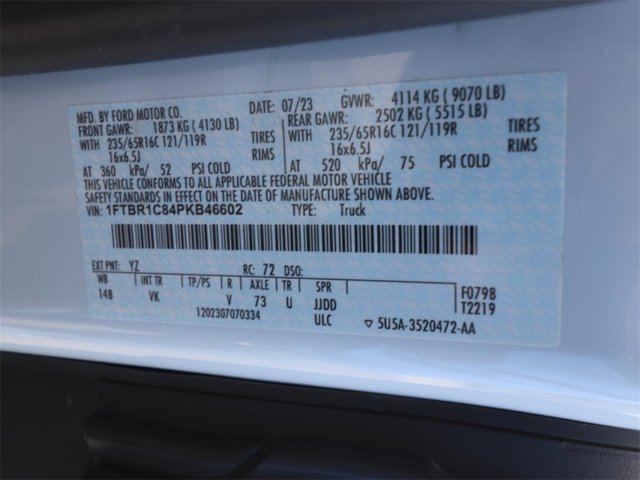 MFD. BY FORD MOTOR CO. DATE: 07/23 GVWR: 4114 KG ( 9070 LB)
FRONT GAWR: 1873 KG ( 4130 LB) REAR GAWR: 2502 KG ( 5515 LB)
WITH 235/65R16C 121/119R TIRES WITH 235/65R16C 121/119R TIRES
16x6.5J RIMS 16x6.5J RIMS
AT 360 kPa/ 52 PSI COLD AT 520 kPa/ 75 PSI COLD
THIS VEHICLE CONFORMS TO ALL APPLICABLE FEDERAL MOTOR VEHICLE
SAFETY STANDARDS IN EFFECT ON THE DATE OF MANUFACTURE SHOWN ABOVE.
VIN: 1FTBR1C84PKB46602 TYPE: Truck
EXT PNT: YZ RC: 72 DSO:
WB INT TR TP/PS R AXLE TR SPR F0798
148 VK V 73 U JJDD T2219
1202307070334 ULC ▽ 5U5A-3520472-AA